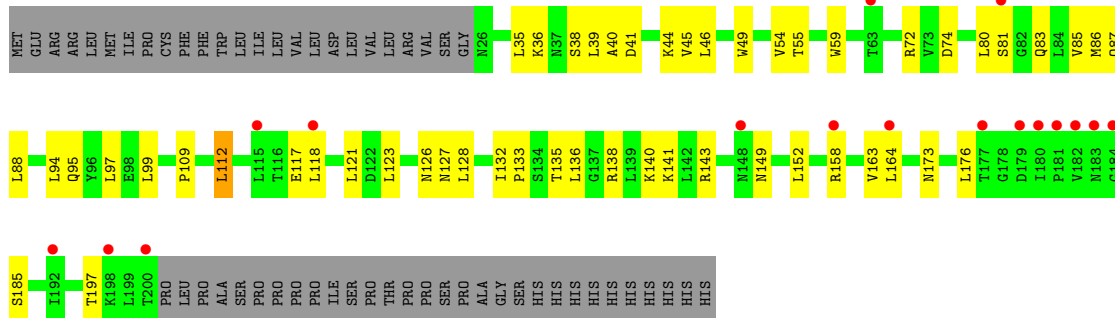 MET GLU ARG ARG LEU MET ILE PRO CYS PHE PHE TRP LEU ILE LEU VAL LEU ASP LEU VAL LEU ARG VAL SER GLY N26 L35 K36 N37 S38 L39 A40 D41 K44 V45 L46 W49 V54 T55 W59 T63 R72 V73 D74 L80 S81 G82 Q83 L84 V85 M86
L88 L94 Q95 Y96 L97 E98 L99 P109 L112 L115 T116 E117 L118 L121 D122 L123 N126 N127 L128 I132 P133 S134 T135 L136 G137 R138 L139 K140 K141 L142 R143 N148 N149 L152 R158 V163 L164 N173 L176 T177 G178 D179 I180 P181 V182 N183
S185 I192 T197 K198 L199 T200 PRO LEU PRO ALA SER PRO PRO PRO PRO ILE SER PRO THR PRO PRO SER PRO ALA GLY SER HIS HIS HIS HIS HIS HIS HIS HIS HIS